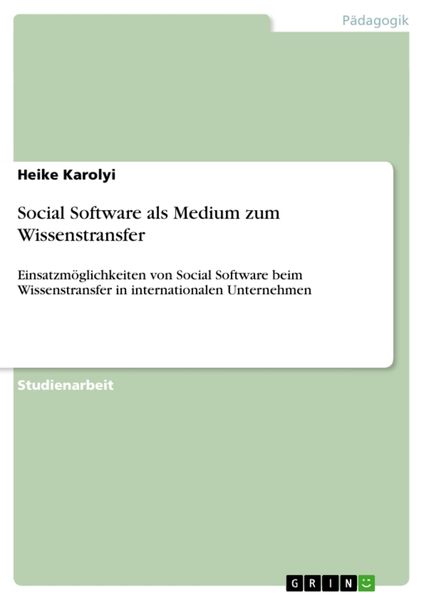 Pädagogik
Heike Karolyi
Social Software als Medium zum
Wissenstransfer
Einsatzmöglichkeiten von Social Software beim
Wissenstransfer in internationalen Unternehmen
Studienarbeit
GRIN